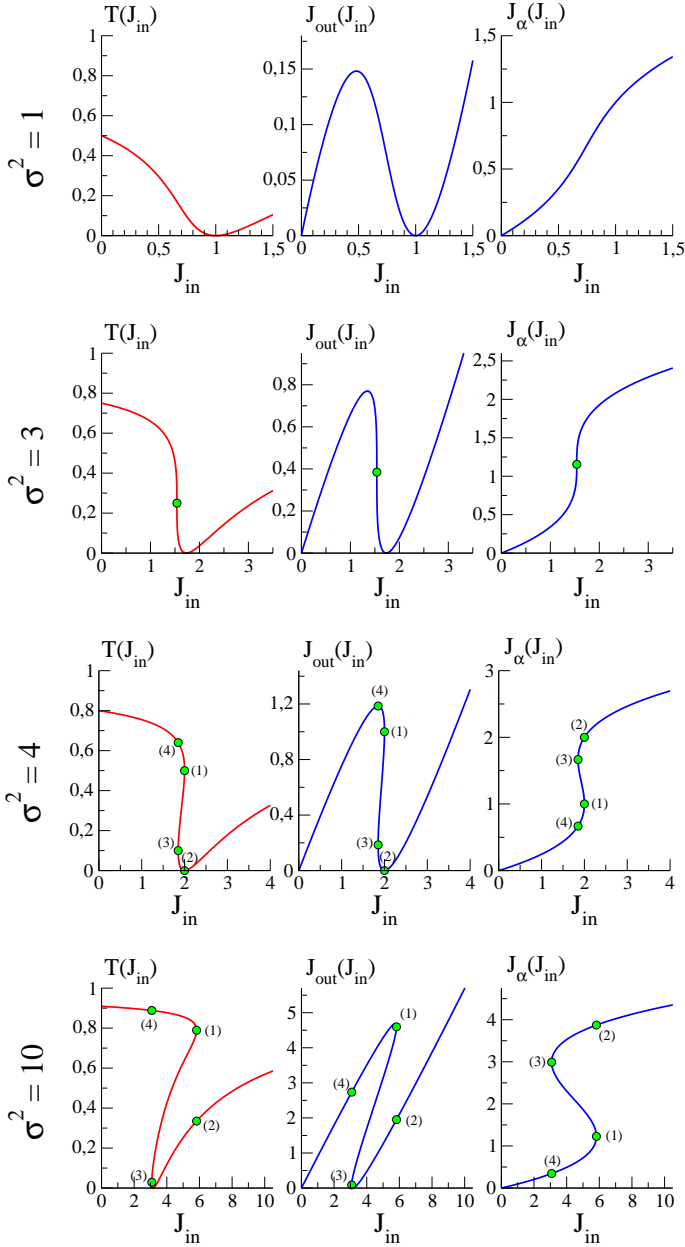 T(J_in) J_out(J_in) J_α(J_in)
σ² = 1
1
0,8
0,6
0,4
0,2
0
0 0,5 1 1,5
J_in
0,15
0,1
0,05
0
0 0,5 1 1,5
J_in
1,5
1
0,5
0
0 0,5 1 1,5
J_in
T(J_in) J_out(J_in) J_α(J_in)
σ² = 3
1
0,8
0,6
0,4
0,2
0
0 1 2 3
J_in
0,8
0,6
0,4
0,2
0
0 1 2 3
J_in
2,5
2
1,5
1
0,5
0
0 1 2 3
J_in
T(J_in) J_out(J_in) J_α(J_in)
σ² = 4
1
0,8
0,6
0,4
0,2
0
(4)
(1)
(3)
(2)
0 1 2 3 4
J_in
1,2
0,8
0,4
0
(4)
(1)
(3)
(2)
0 1 2 3 4
J_in
3
2
1
0
(2)
(3)
(1)
(4)
0 1 2 3 4
J_in
T(J_in) J_out(J_in) J_α(J_in)
σ² = 10
1
0,8
0,6
0,4
0,2
0
(4)
(1)
(2)
(3)
0 2 4 6 8 10
J_in
5
4
3
2
1
0
(1)
(4)
(2)
(3)
0 2 4 6 8 10
J_in
4
3
2
1
0
(2)
(3)
(1)
(4)
0 2 4 6 8 10
J_in